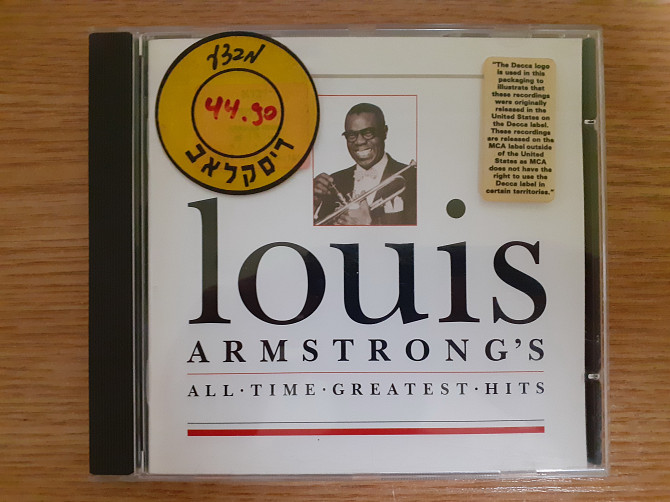 מבצע
44.90
דיסקלאב
"The Decca logo
is used in this
packaging to
illustrate that
these recordings
were originally
released in the
United States on
the Decca label.
These recordings
are released on the
MCA label outside
of the United
States as MCA
does not have the
right to use the
Decca label in
certain territories."
louis
ARMSTRONG'S
ALL·TIME·GREATEST·HITS